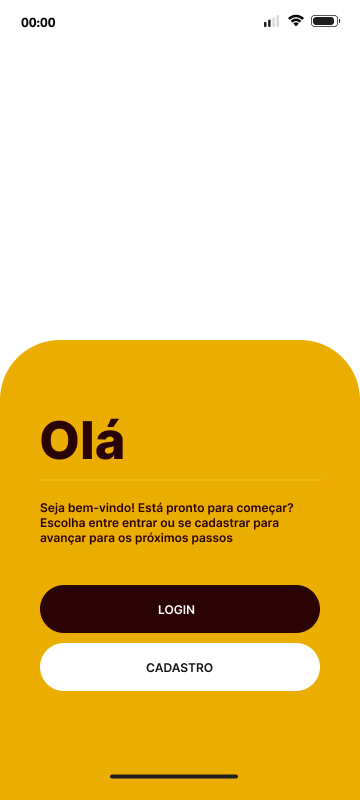 00:00
Olá
Seja bem-vindo! Está pronto para começar?
Escolha entre entrar ou se cadastrar para
avançar para os próximos passos
LOGIN
CADASTRO